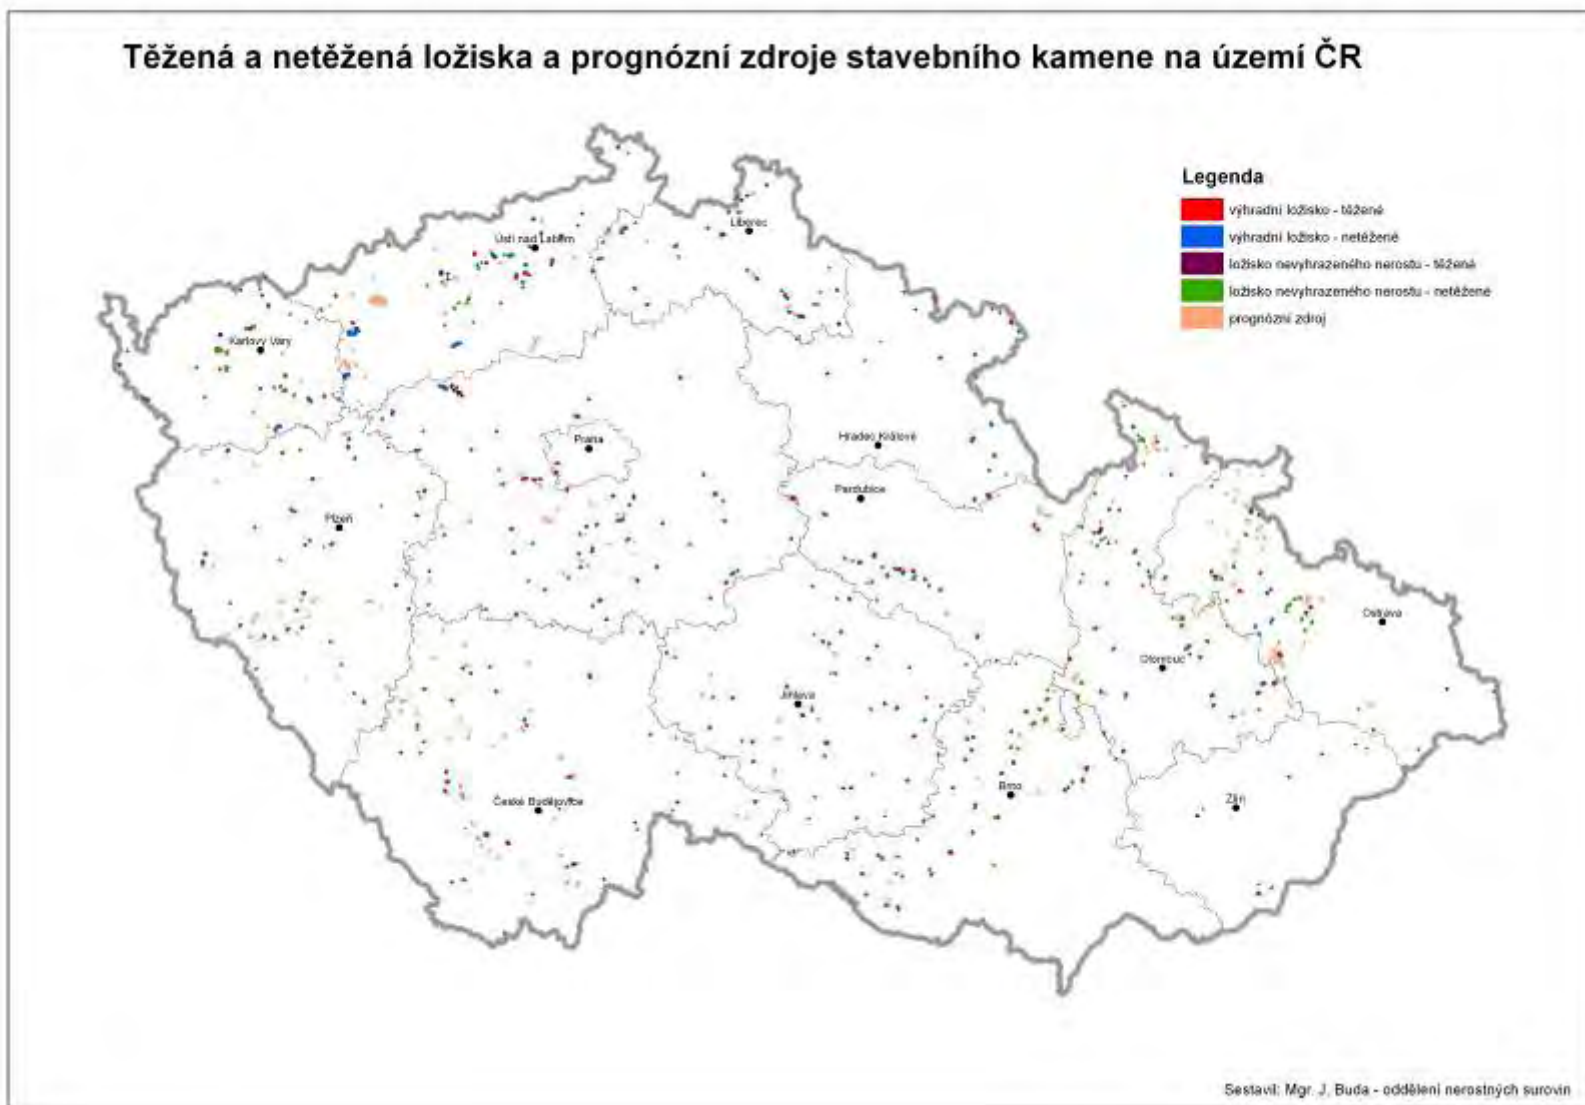 Těžená a netěžená ložiska a prognózní zdroje stavebního kamene na území ČR
Legenda
výhradní ložisko - těžené
výhradní ložisko - netěžené
ložisko nevyhrazeného nerostu - těžené
ložisko nevyhrazeného nerostu - netěžené
prognózní zdroj
Liberec
Ústí nad Labem
Karlovy Vary
Praha
Hradec Králové
Pardubice
Plzeň
Ostrava
Olomouc
Jihlava
Brno
České Budějovice
Zlín
Sestavil: Mgr. J. Buda - oddělení nerostných surovin